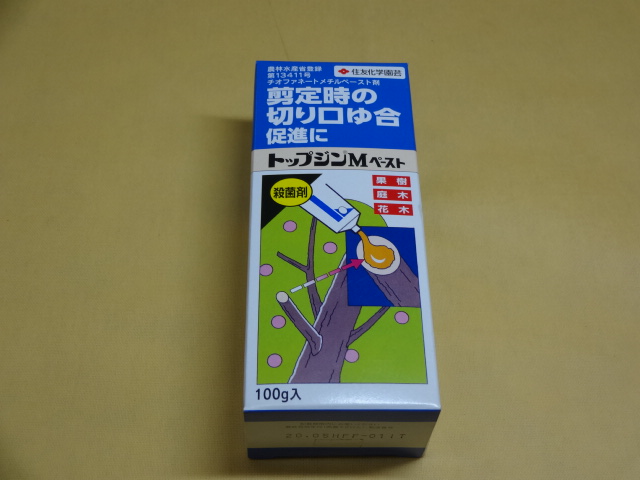 農林水産省登録
第13411号
チオファネートメチルペースト剤
住友化学園芸
剪定時の
切り口ゆ合
促進に
トップジンMペースト
殺菌剤
果樹
庭木
花木
100g入